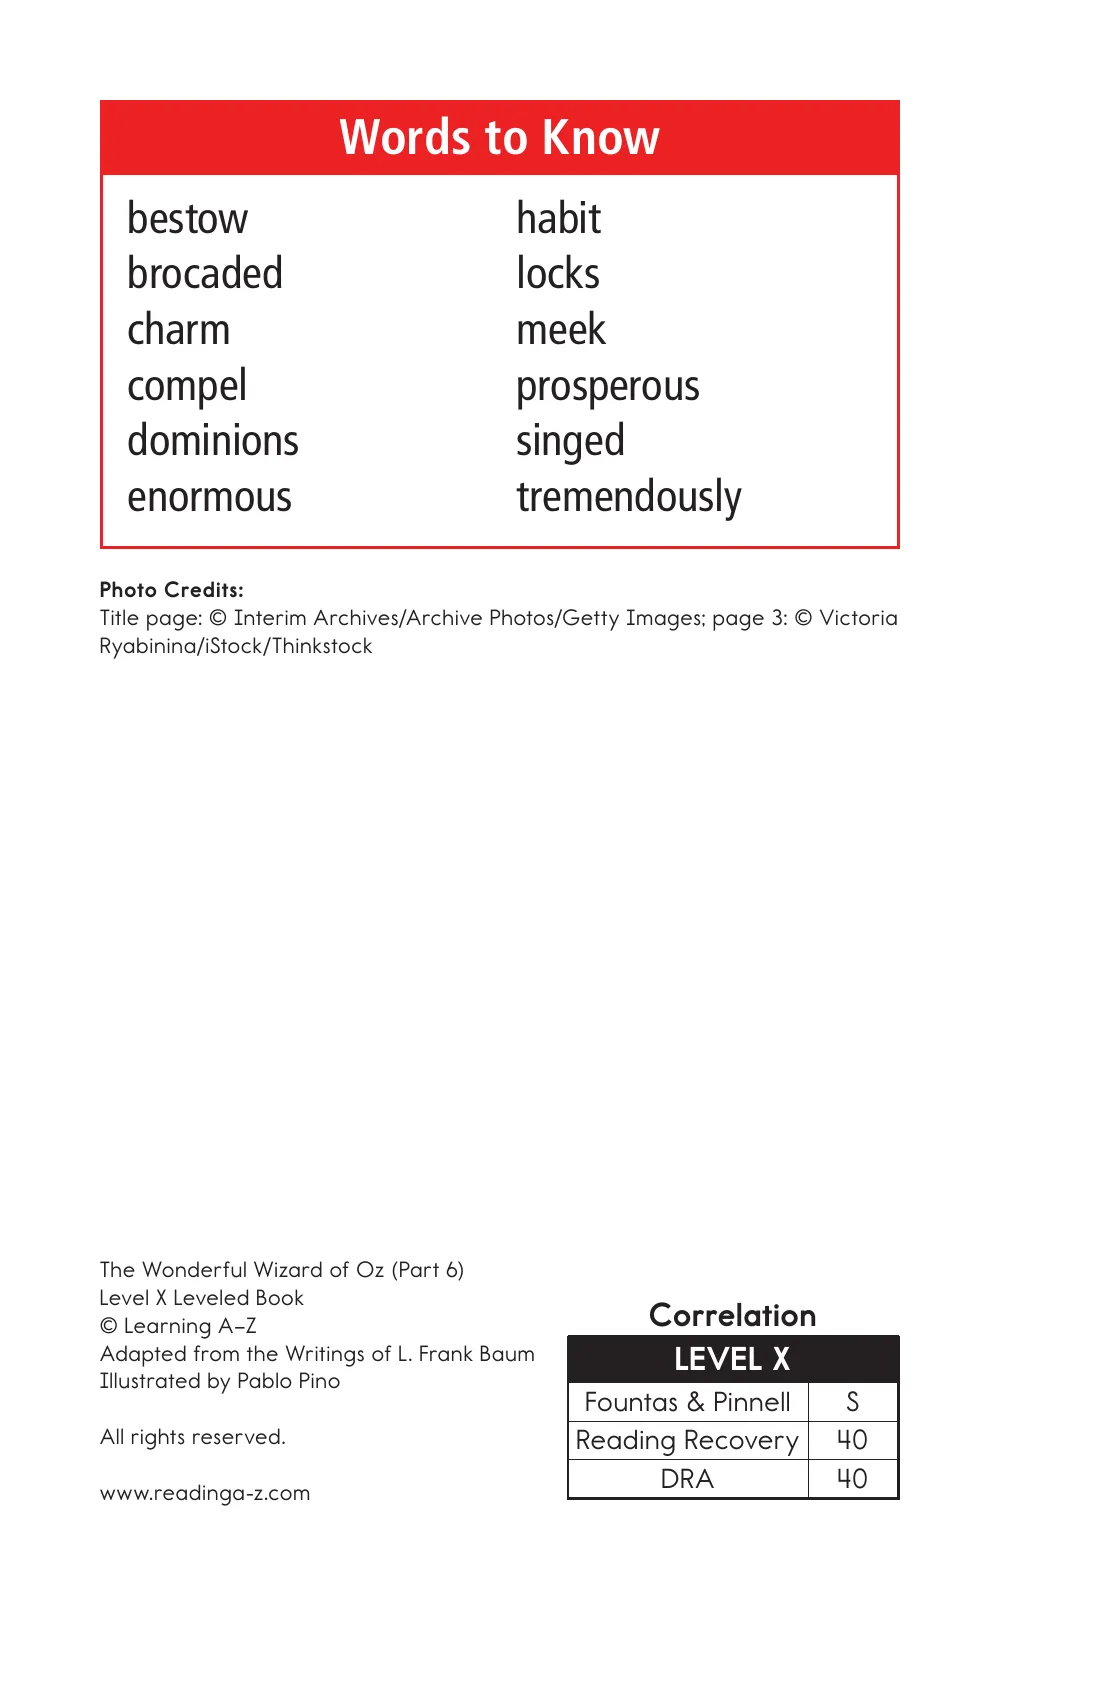 Words to Know
bestow
brocaded
charm
compel
dominions
enormous
habit
locks
meek
prosperous
singed
tremendously
Photo Credits:
Title page: © Interim Archives/Archive Photos/Getty Images; page 3: © Victoria
Ryabinina/iStock/Thinkstock
The Wonderful Wizard of Oz (Part 6)
Level X Leveled Book
© Learning A–Z
Adapted from the Writings of L. Frank Baum
Illustrated by Pablo Pino
All rights reserved.
www.readinga-z.com
Correlation
LEVEL X
Fountas & Pinnell S
Reading Recovery 40
DRA 40